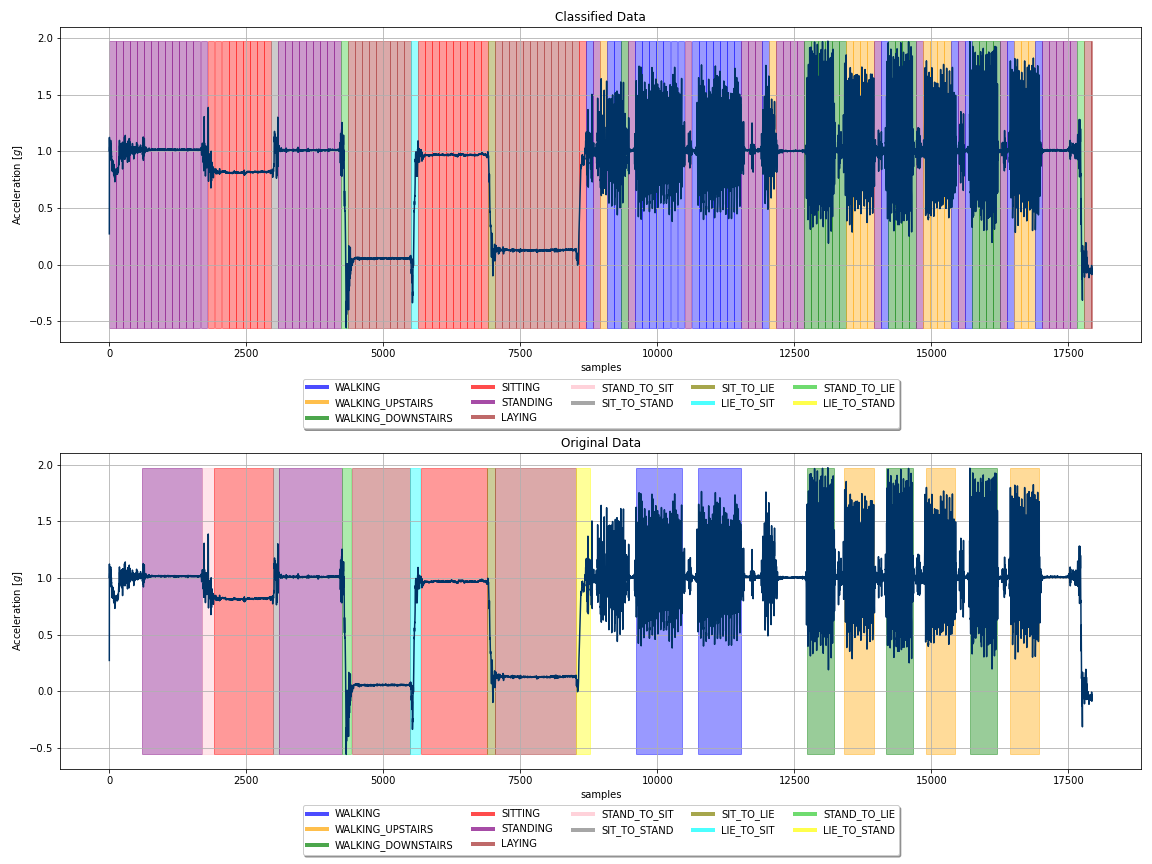 Classified Data
2.0
1.5
1.0
0.5
0.0
−0.5
Acceleration [g]
0 2500 5000 7500 10000 12500 15000 17500
samples
WALKING SITTING STAND_TO_SIT SIT_TO_LIE STAND_TO_LIE
WALKING_UPSTAIRS STANDING SIT_TO_STAND LIE_TO_SIT LIE_TO_STAND
WALKING_DOWNSTAIRS LAYING
Original Data
2.0
1.5
1.0
0.5
0.0
−0.5
Acceleration [g]
0 2500 5000 7500 10000 12500 15000 17500
samples
WALKING SITTING STAND_TO_SIT SIT_TO_LIE STAND_TO_LIE
WALKING_UPSTAIRS STANDING SIT_TO_STAND LIE_TO_SIT LIE_TO_STAND
WALKING_DOWNSTAIRS LAYING